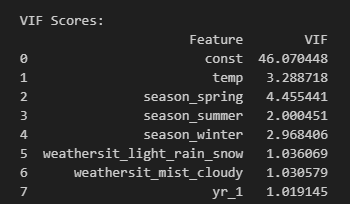 VIF Scores:
Feature VIF
0 const 46.070448
1 temp 3.288718
2 season_spring 4.455441
3 season_summer 2.000451
4 season_winter 2.968406
5 weathersit_light_rain_snow 1.036069
6 weathersit_mist_cloudy 1.030579
7 yr_1 1.019145